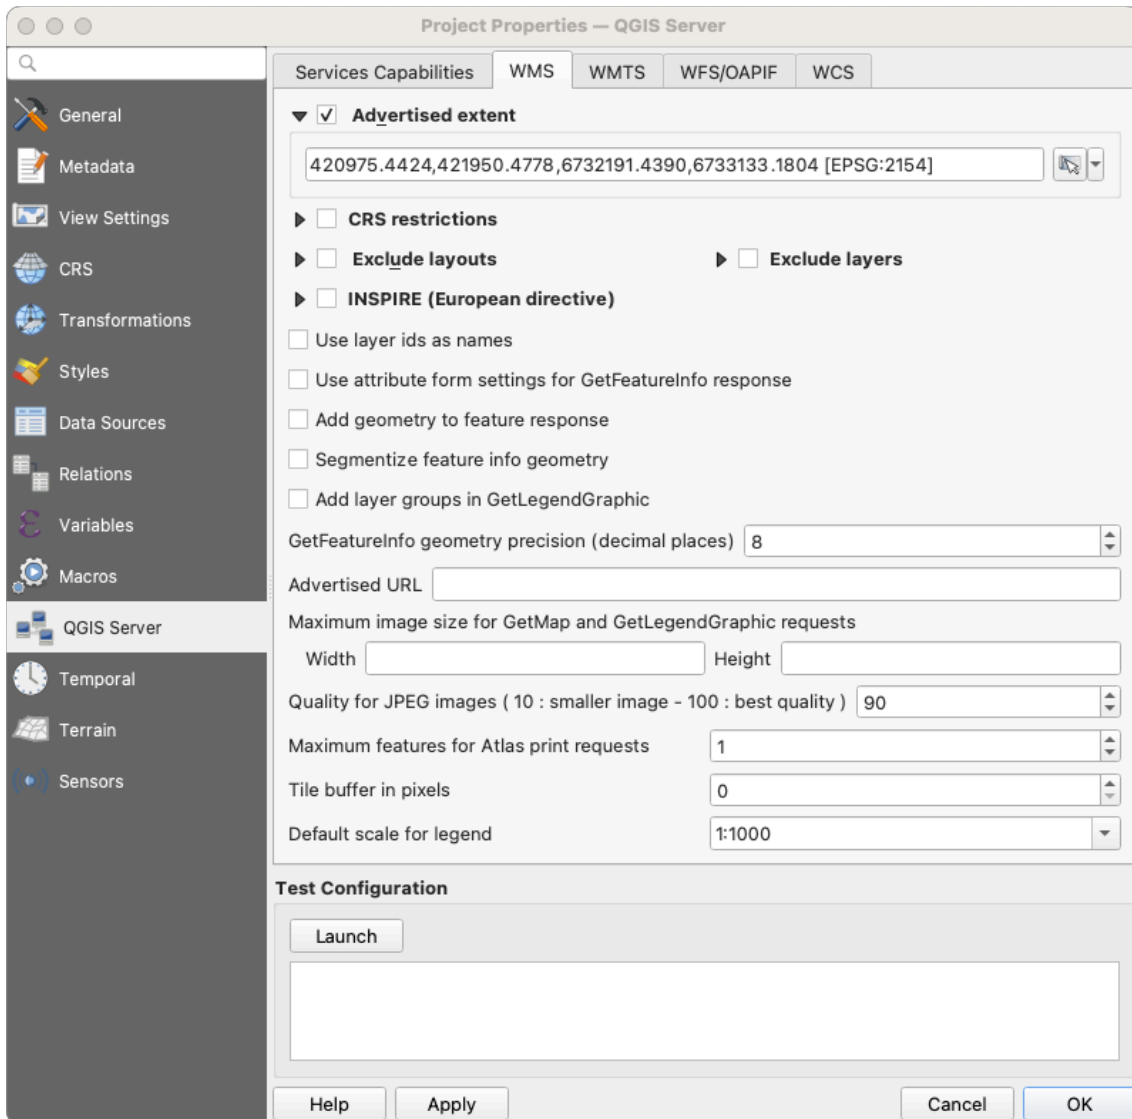 Project Properties — QGIS Server
General
Metadata
View Settings
CRS
Transformations
Styles
Data Sources
Relations
Variables
Macros
QGIS Server
Temporal
Terrain
Sensors
Services Capabilities WMS WMTS WFS/OAPIF WCS
Advertised extent
420975.4424,421950.4778,6732191.4390,6733133.1804 [EPSG:2154]
CRS restrictions
Exclude layouts Exclude layers
INSPIRE (European directive)
Use layer ids as names
Use attribute form settings for GetFeatureInfo response
Add geometry to feature response
Segmentize feature info geometry
Add layer groups in GetLegendGraphic
GetFeatureInfo geometry precision (decimal places) 8
Advertised URL
Maximum image size for GetMap and GetLegendGraphic requests
Width Height
Quality for JPEG images ( 10 : smaller image - 100 : best quality ) 90
Maximum features for Atlas print requests 1
Tile buffer in pixels 0
Default scale for legend 1:1000
Test Configuration
Launch
Help Apply Cancel OK